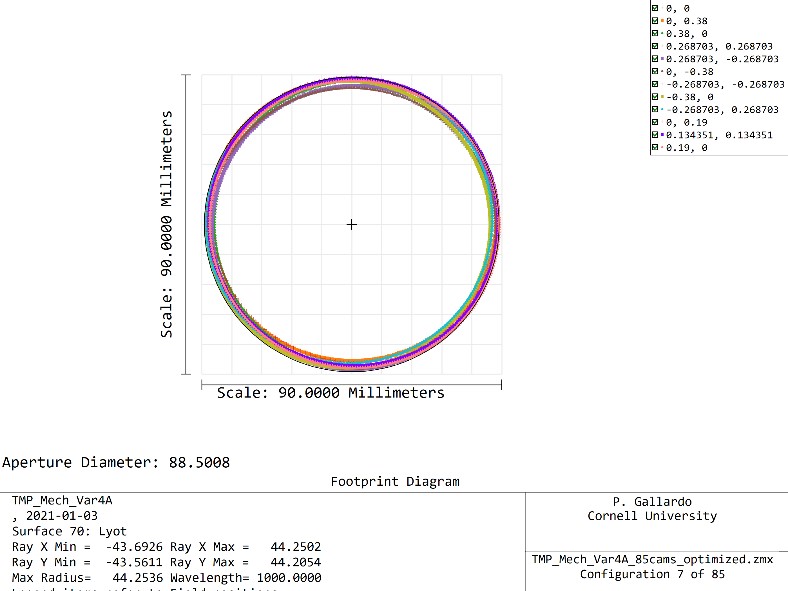 0, 0
0, 0.38
0.38, 0
0.268703, 0.268703
0.268703, -0.268703
0, -0.38
-0.268703, -0.268703
-0.38, 0
-0.268703, 0.268703
0, 0.19
0.134351, 0.134351
0.19, 0
Scale: 90.0000 Millimeters
Scale: 90.0000 Millimeters
Aperture Diameter: 88.5008
Footprint Diagram
TMP_Mech_Var4A
, 2021-01-03
Surface 70: Lyot
Ray X Min = -43.6926 Ray X Max = 44.2502
Ray Y Min = -43.5611 Ray Y Max = 44.2054
Max Radius= 44.2536 Wavelength= 1000.0000
P. Gallardo
Cornell University
TMP_Mech_Var4A_85cams_optimized.zmx
Configuration 7 of 85